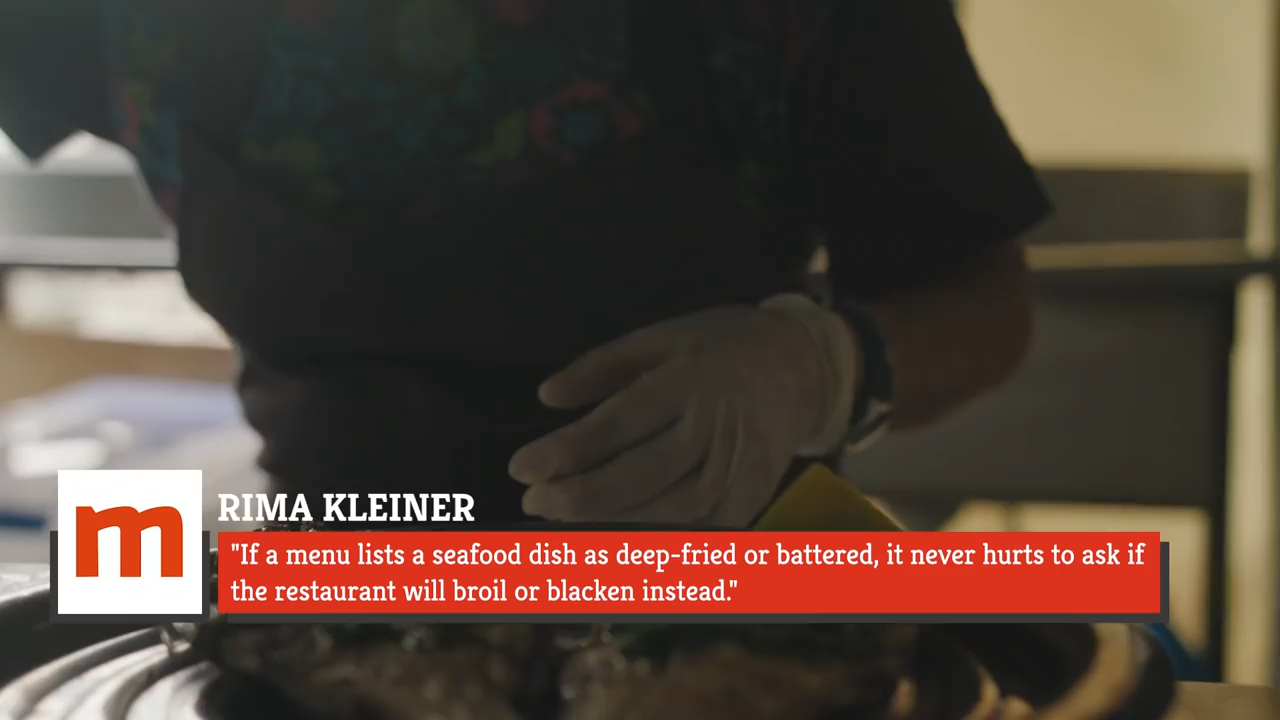 m
RIMA KLEINER
"If a menu lists a seafood dish as deep-fried or battered, it never hurts to ask if
the restaurant will broil or blacken instead."